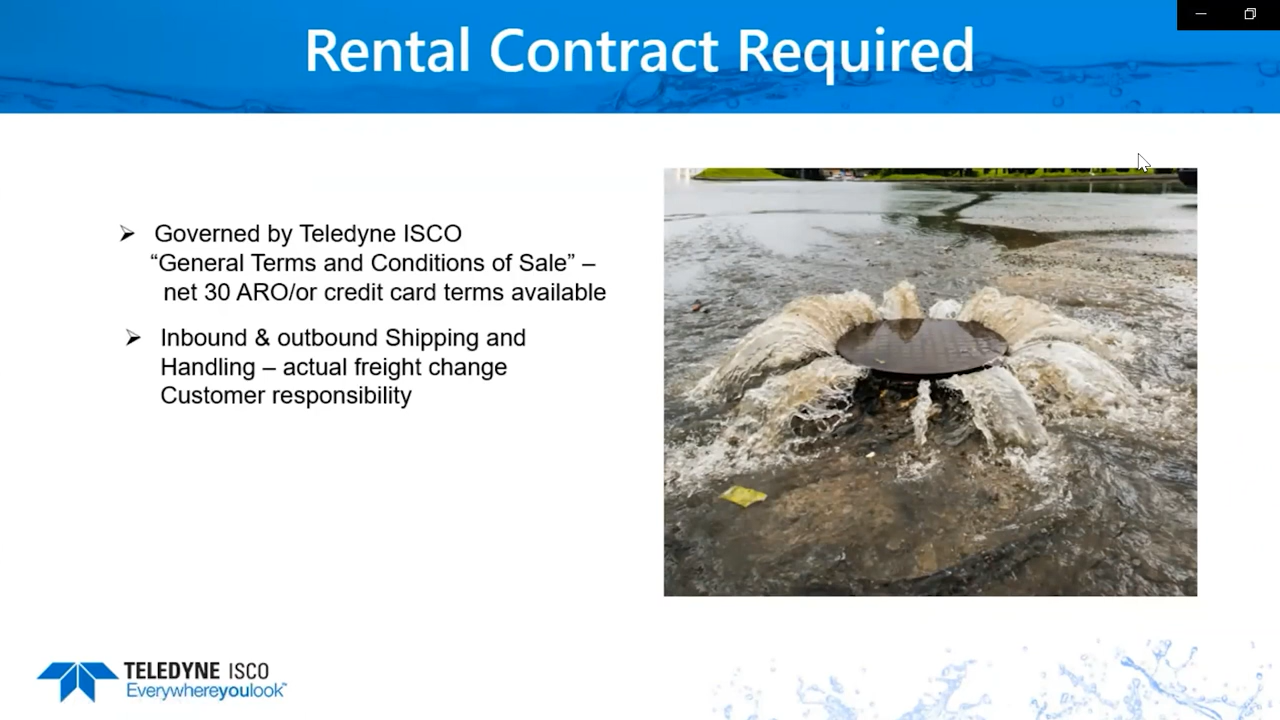 Rental Contract Required
➢ Governed by Teledyne ISCO
“General Terms and Conditions of Sale” –
net 30 ARO/or credit card terms available
➢ Inbound & outbound Shipping and
Handling – actual freight change
Customer responsibility
TELEDYNE ISCO
Everywhereyoulook™